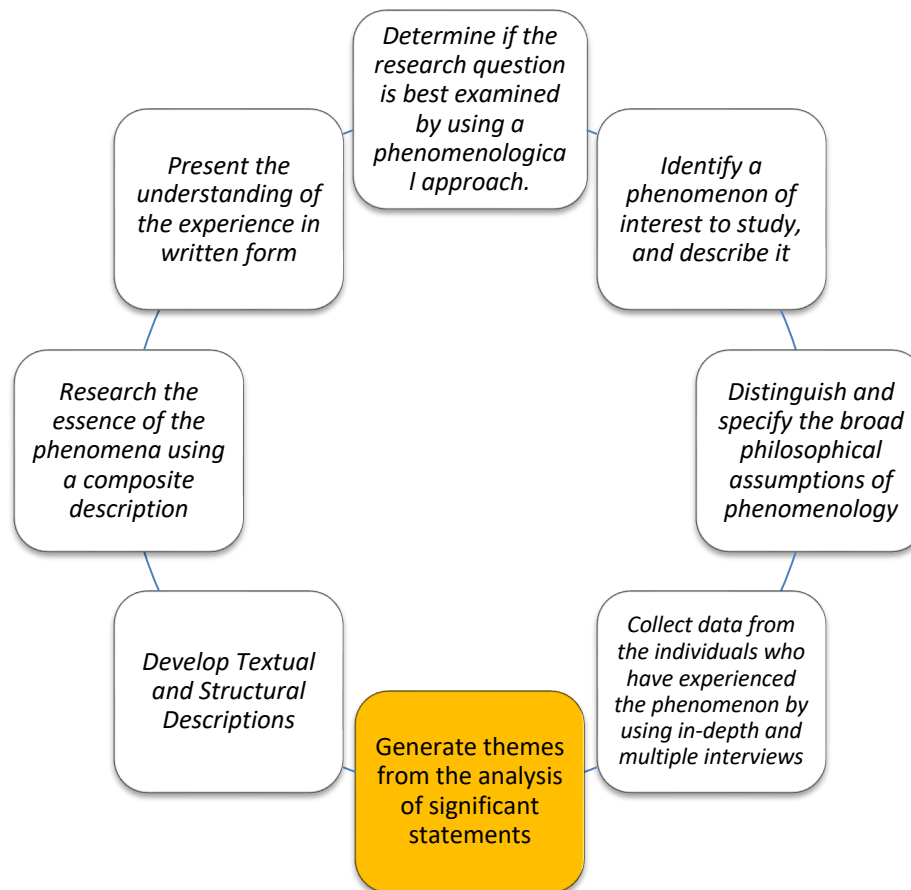 Determine if the
research question
is best examined
by using a
phenomenologica
l approach.
Identify a
phenomenon of
interest to study,
and describe it
Distinguish and
specify the broad
philosophical
assumptions of
phenomenology
Collect data from
the individuals who
have experienced
the phenomenon by
using in-depth and
multiple interviews
Generate themes
from the analysis
of significant
statements
Develop Textual
and Structural
Descriptions
Research the
essence of the
phenomena using
a composite
description
Present the
understanding of
the experience in
written form